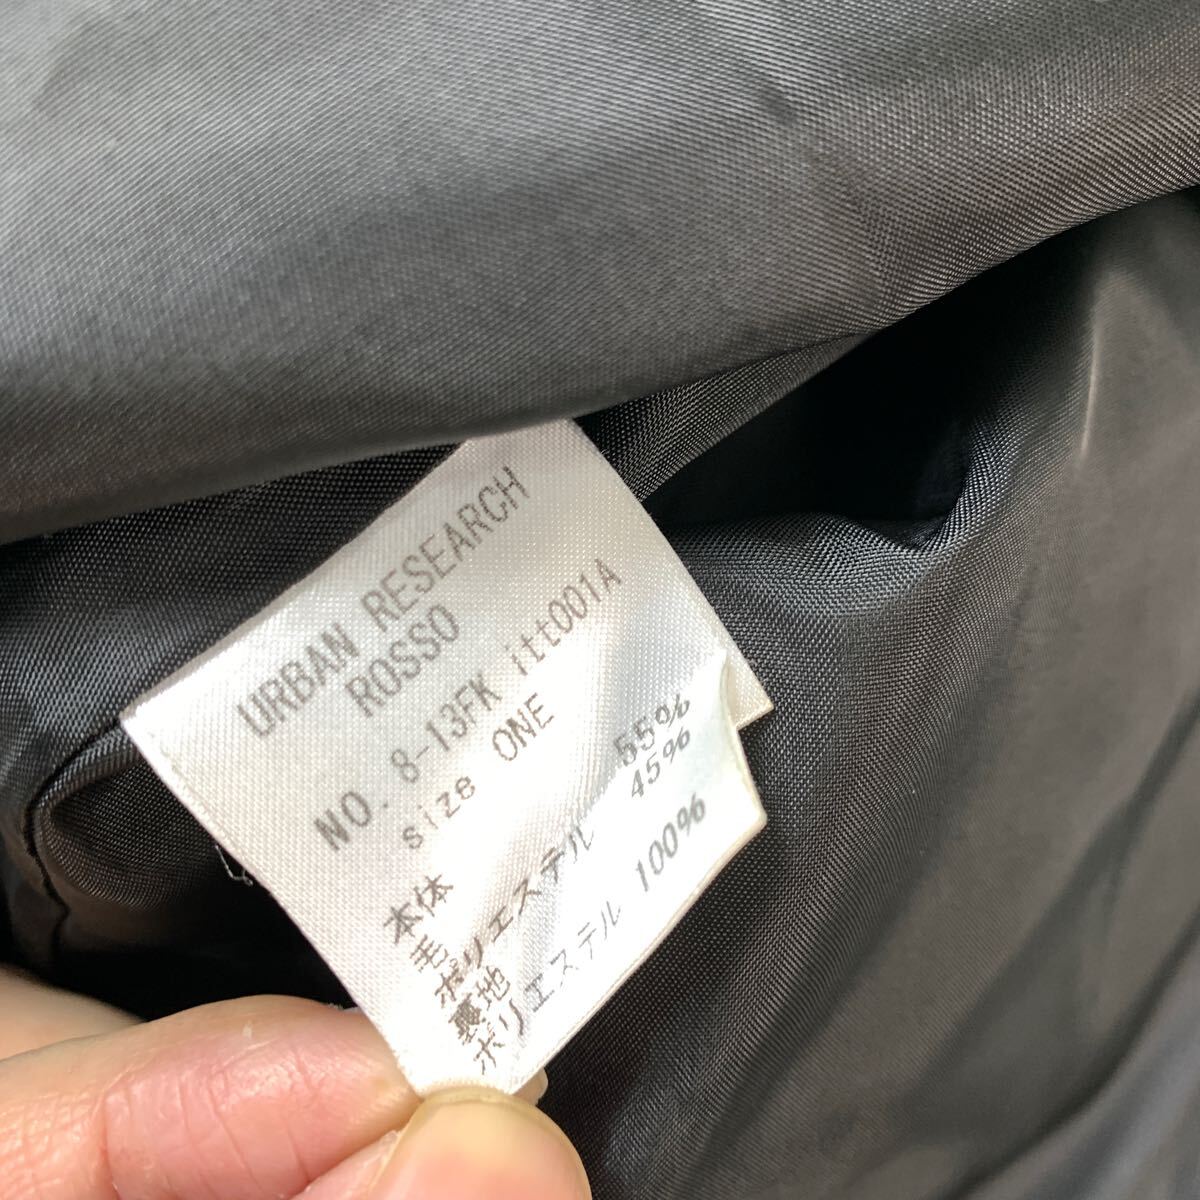 URBAN RESEARCH
ROSSO
NO. 8-13FK itt001A
size ONE
本体
毛 55%
ポリエステル 45%
裏地
ポリエステル 100%